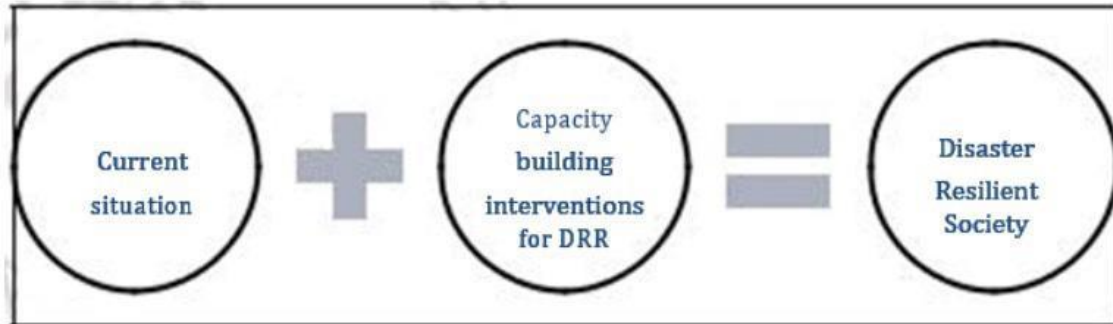 Current
situation
Capacity
building
interventions
for DRR
Disaster
Resilient
Society